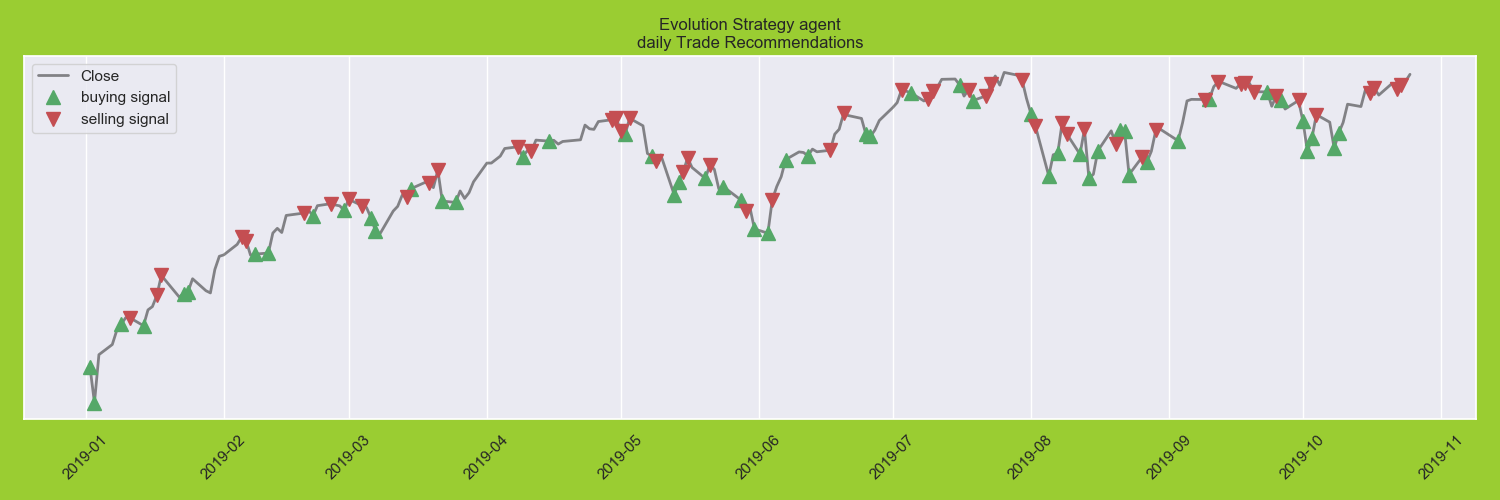 Evolution Strategy agent
daily Trade Recommendations
Close
buying signal
selling signal
2019-01
2019-02
2019-03
2019-04
2019-05
2019-06
2019-07
2019-08
2019-09
2019-10
2019-11